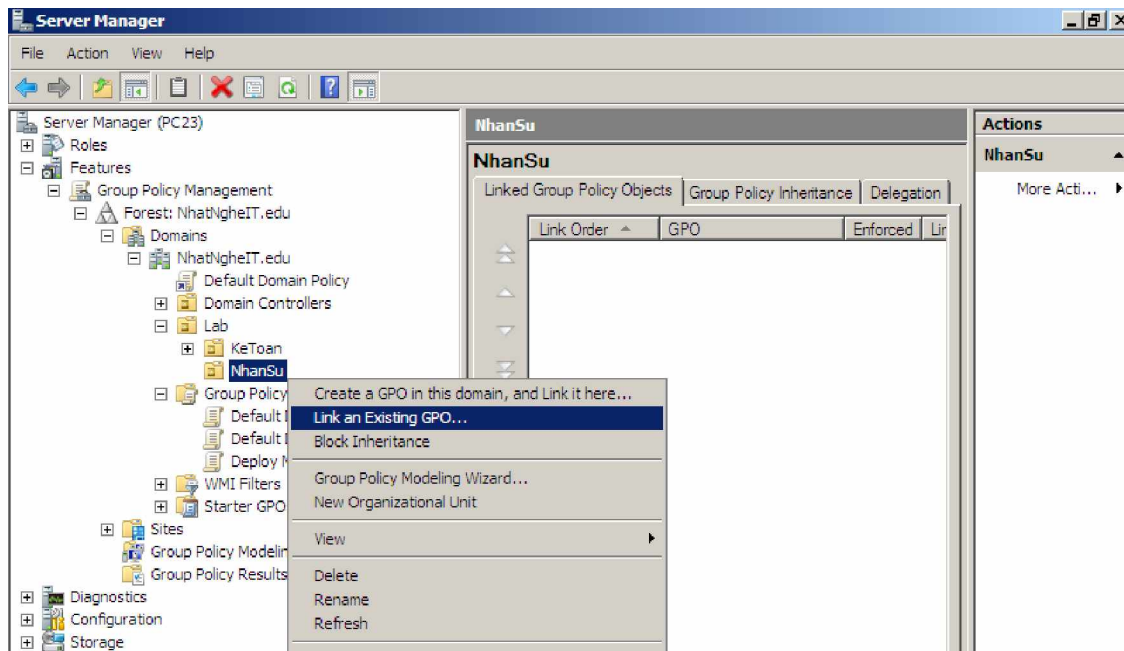 Server Manager
File Action View Help
Server Manager (PC23)
Roles
Features
Group Policy Management
Forest: NhatNgheIT.edu
Domains
NhatNgheIT.edu
Default Domain Policy
Domain Controllers
Lab
KeToan
NhanSu
Group Policy
Default
Default
Deploy
WMI Filters
Starter GPO
Sites
Group Policy Modelin
Group Policy Results
Diagnostics
Configuration
Storage
NhanSu
NhanSu
Linked Group Policy Objects Group Policy Inheritance Delegation
Link Order GPO Enforced Lin
Create a GPO in this domain, and Link it here...
Link an Existing GPO...
Block Inheritance
Group Policy Modeling Wizard...
New Organizational Unit
View
Delete
Rename
Refresh
Actions
NhanSu
More Acti...